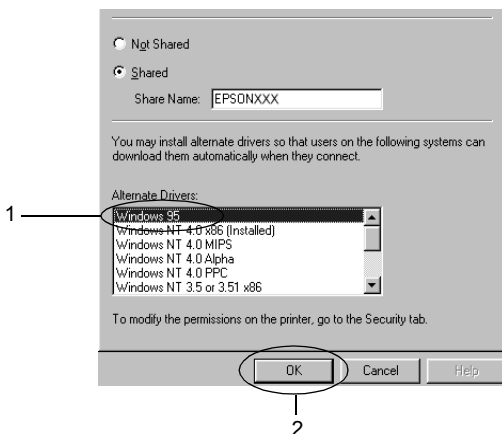 Not Shared
Shared
Share Name: EPSONXXX
You may install alternate drivers so that users on the following systems can
download them automatically when they connect.
Alternate Drivers:
1
Windows 95
Windows NT 4.0 x86 (Installed)
Windows NT 4.0 MIPS
Windows NT 4.0 Alpha
Windows NT 4.0 PPC
Windows NT 3.5 or 3.51 x86
To modify the permissions on the printer, go to the Security tab.
OK Cancel Help
2